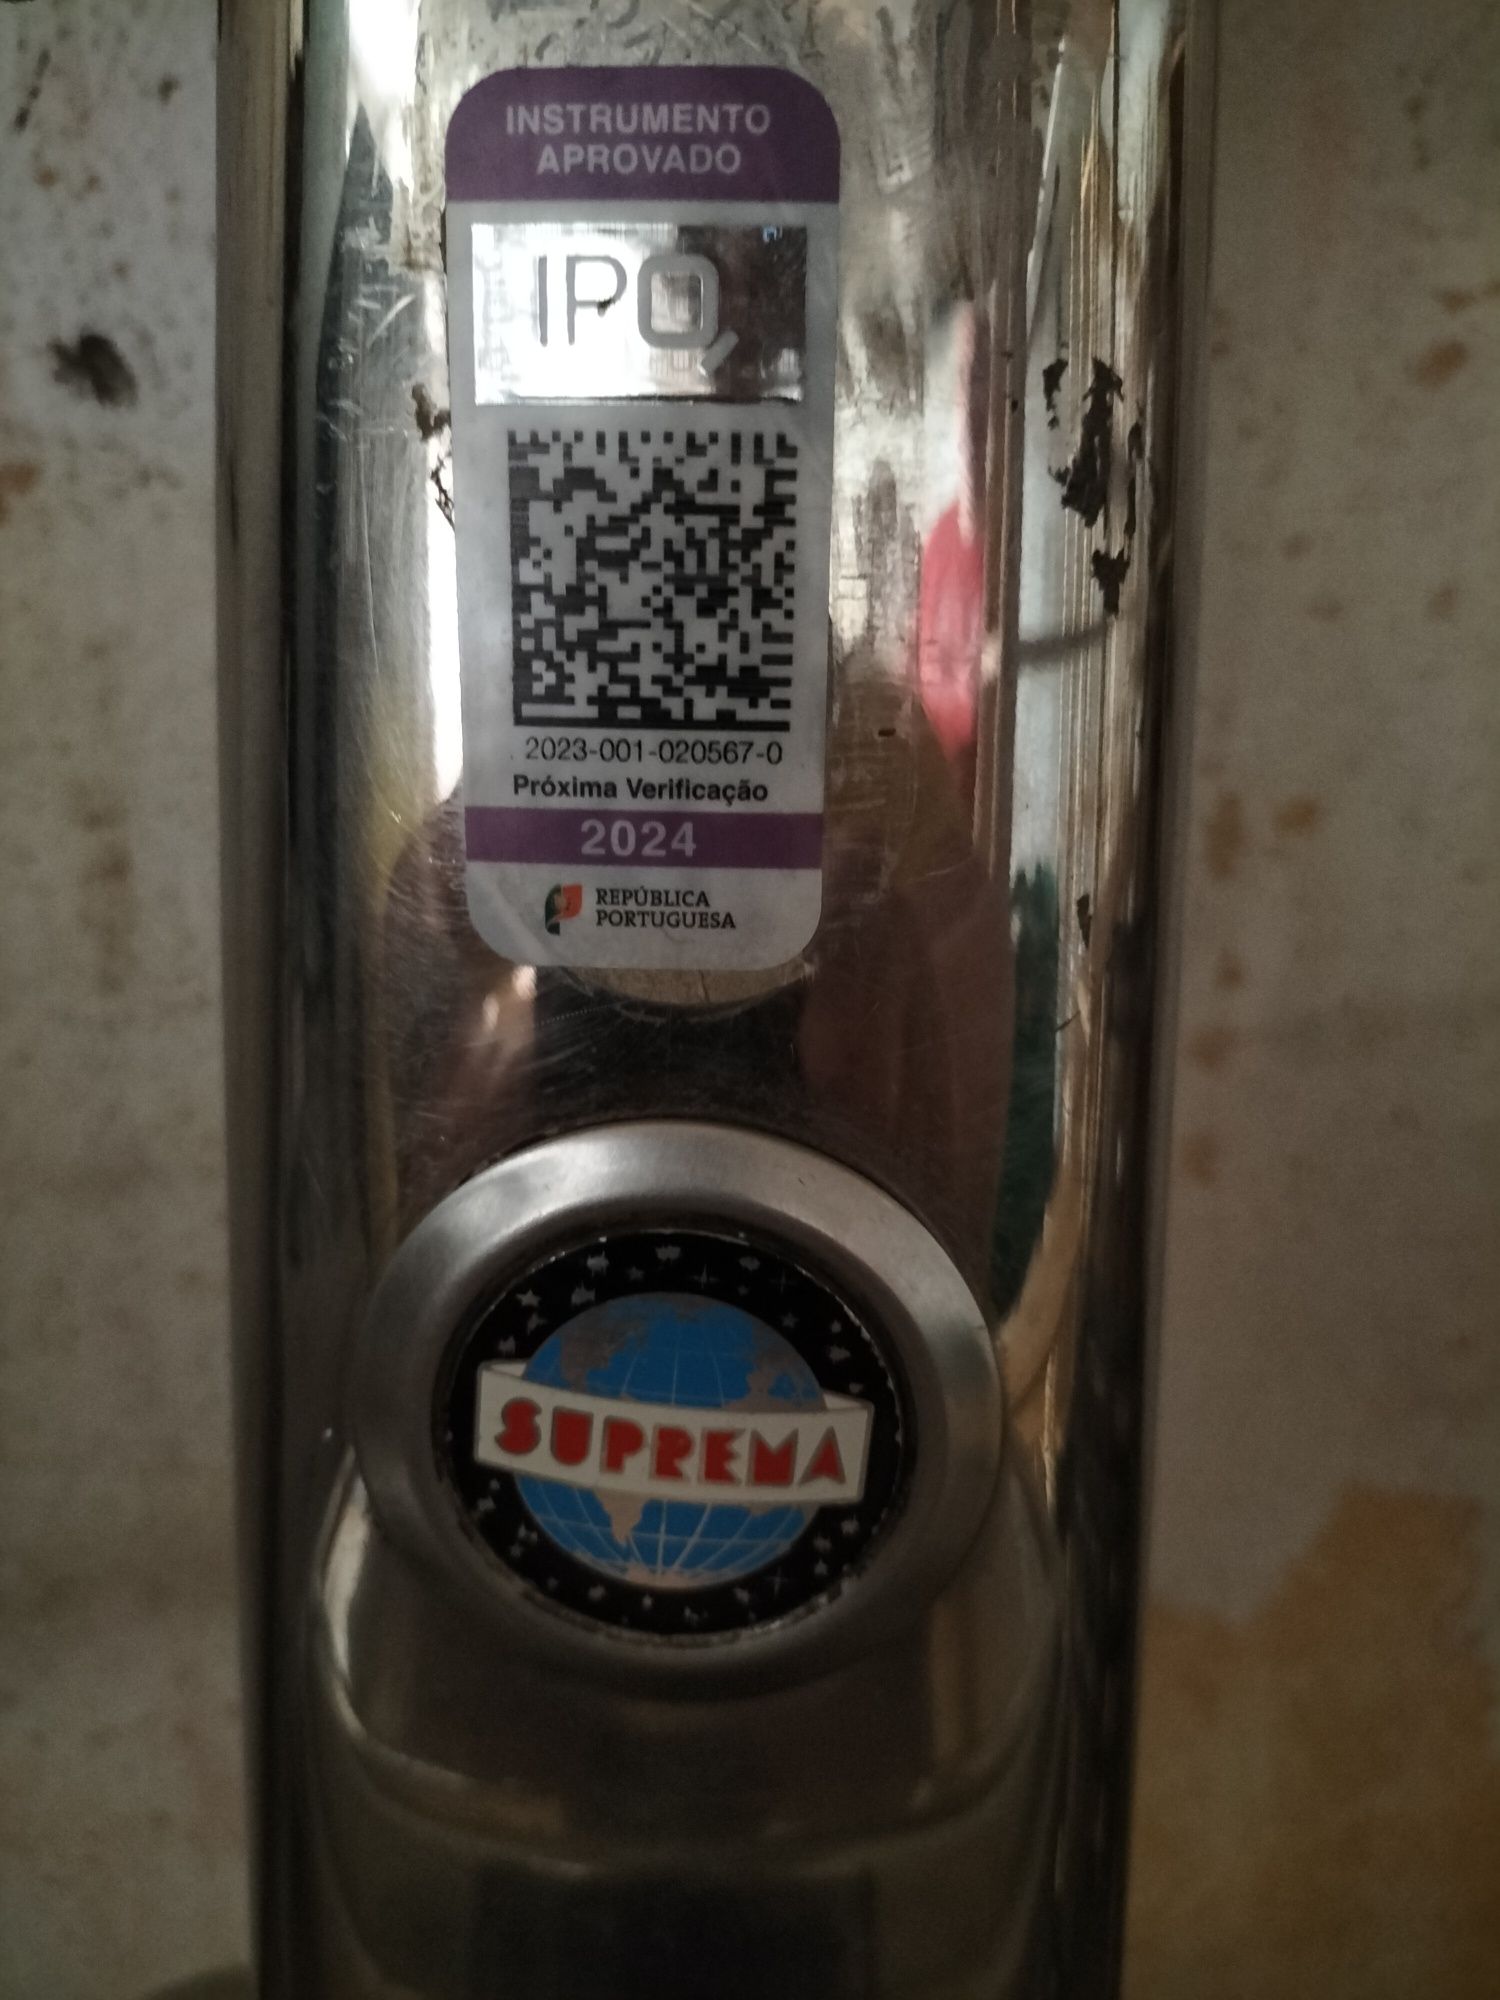 INSTRUMENTO
APROVADO
IPQ
2023-001-020567-0
Próxima Verificação
2024
REPÚBLICA
PORTUGUESA
SUPREMA